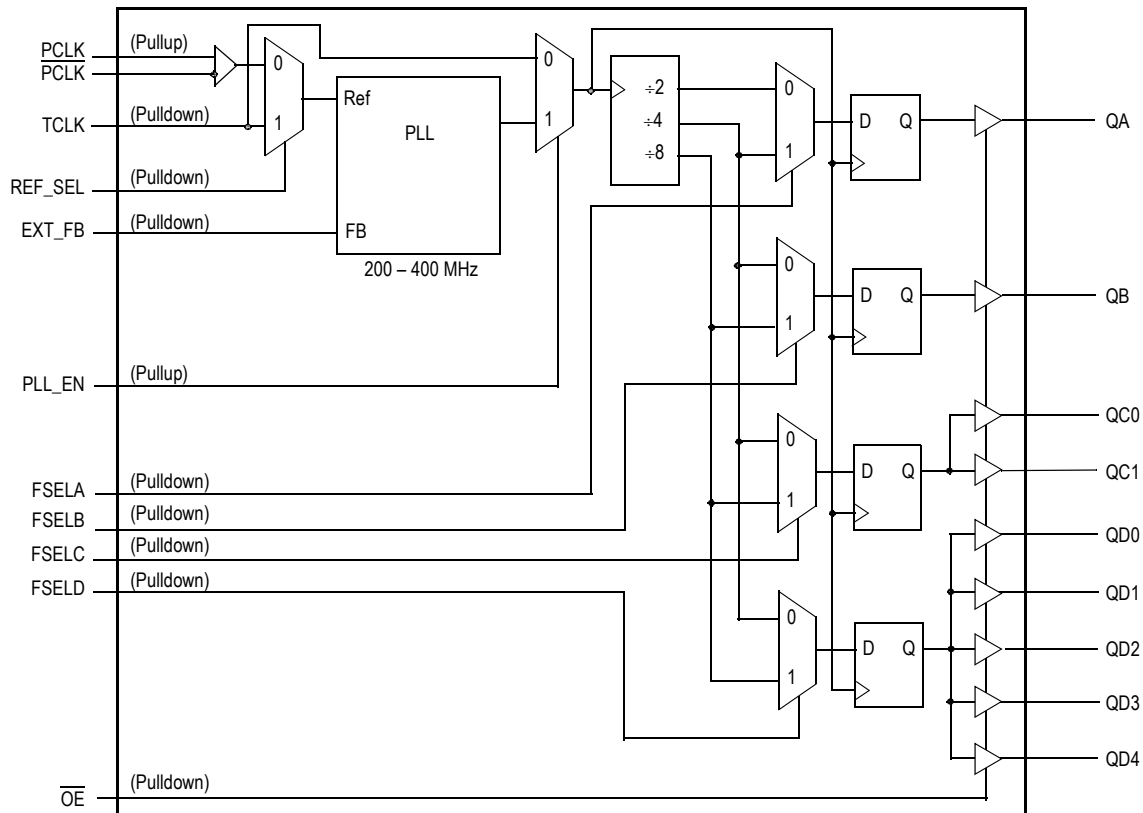 PCLK (Pullup)
PCLK
TCLK (Pulldown)
REF_SEL (Pulldown)
EXT_FB (Pulldown)
0
1
Ref
PLL
FB
200 – 400 MHz
0
1
÷2
÷4
÷8
0
1
D Q
QA
0
1
D Q
QB
PLL_EN (Pullup)
FSELA (Pulldown)
FSELB (Pulldown)
FSELC (Pulldown)
FSELD (Pulldown)
0
1
D Q
QC0
QC1
0
1
D Q
QD0
QD1
QD2
QD3
QD4
OE (Pulldown)